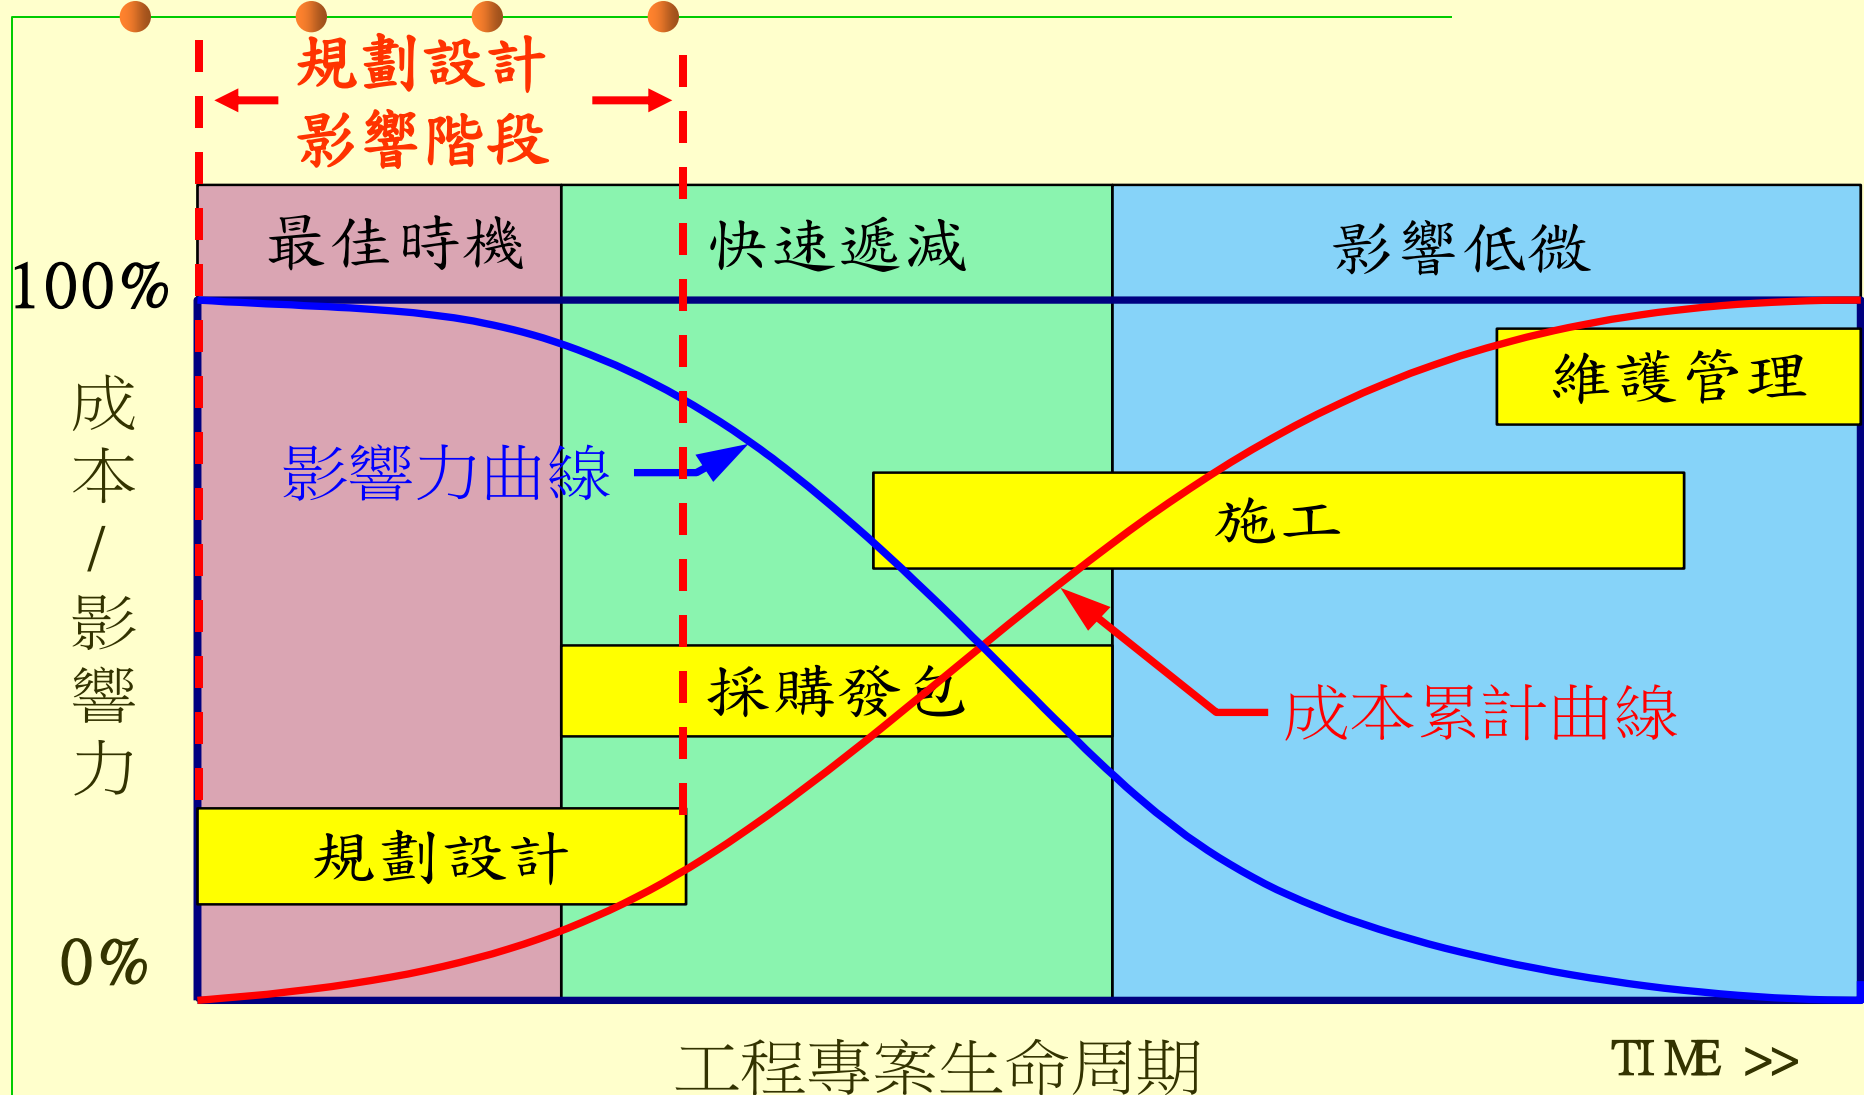 規劃設計
影響階段
最佳時機
快速遞減
影響低微
100%
維護管理
成本/影響力
影響力曲線
施工
採購發包
成本累計曲線
規劃設計
0%
工程專案生命周期
TIME >>